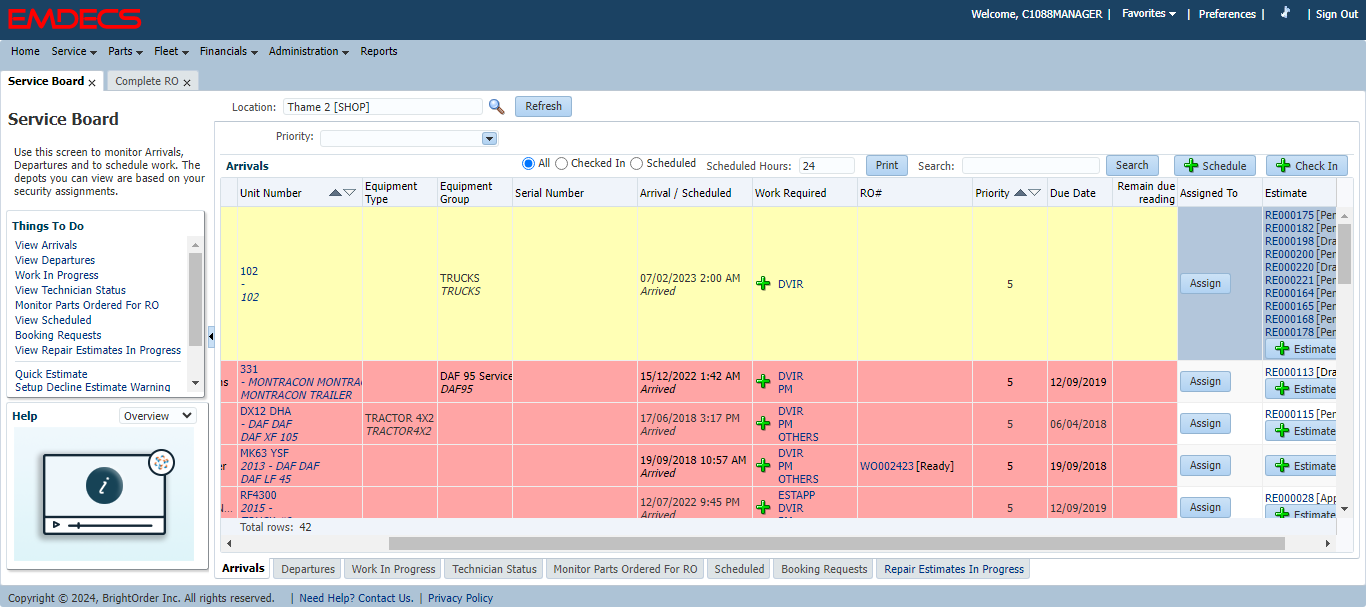 EMDECS
Welcome, C1088MANAGER | Favorites | Preferences | | Sign Out
Home Service Parts Fleet Financials Administration Reports
Service Board x Complete RO x
Service Board
Use this screen to monitor Arrivals,
Departures and to schedule work. The
depots you can view are based on your
security assignments.
Things To Do
View Arrivals
View Departures
Work In Progress
View Technician Status
Monitor Parts Ordered For RO
View Scheduled
Booking Requests
View Repair Estimates In Progress
Quick Estimate
Setup Decline Estimate Warning
Help Overview
i
Location: Thame 2 [SHOP] Refresh
Priority:
Arrivals All Checked In Scheduled Scheduled Hours: 24 Print Search: Search Schedule Check In
Unit Number Equipment Type Equipment Group Serial Number Arrival / Scheduled Work Required RO# Priority Due Date Remain due reading Assigned To Estimate
102
-
102
TRUCKS
TRUCKS
07/02/2023 2:00 AM
Arrived
DVIR
5
Assign
RE000175 [Per
RE000182 [Per
RE000198 [Dra
RE000200 [Per
RE000220 [Dra
RE000221 [Per
RE000164 [Per
RE000165 [Per
RE000168 [Per
RE000178 [Per
Estimate
ns
331
- MONTRACON MONTRA
MONTRACON TRAILER
DAF 95 Service
DAF95
15/12/2022 1:42 AM
Arrived
DVIR
PM
5
12/09/2019
Assign
RE000113 [Dra
Estimate
DX12 DHA
- DAF DAF
DAF XF 105
TRACTOR 4X2
TRACTOR4X2
17/06/2018 3:17 PM
Arrived
DVIR
PM
OTHERS
5
06/04/2018
Assign
RE000115 [Per
Estimate
er
MK63 YSF
2013 - DAF DAF
DAF LF 45
19/09/2018 10:57 AM
Arrived
DVIR
PM
OTHERS
WO002423 [Ready]
5
19/09/2018
Assign
Estimate
N...
RF4300
2015 -
12/07/2022 9:45 PM
Arrived
ESTAPP
DVIR
5
12/09/2019
Assign
RE000028 [App
Estimate
Total rows: 42
Arrivals Departures Work In Progress Technician Status Monitor Parts Ordered For RO Scheduled Booking Requests Repair Estimates In Progress
Copyright © 2024, BrightOrder Inc. All rights reserved. | Need Help? Contact Us. | Privacy Policy